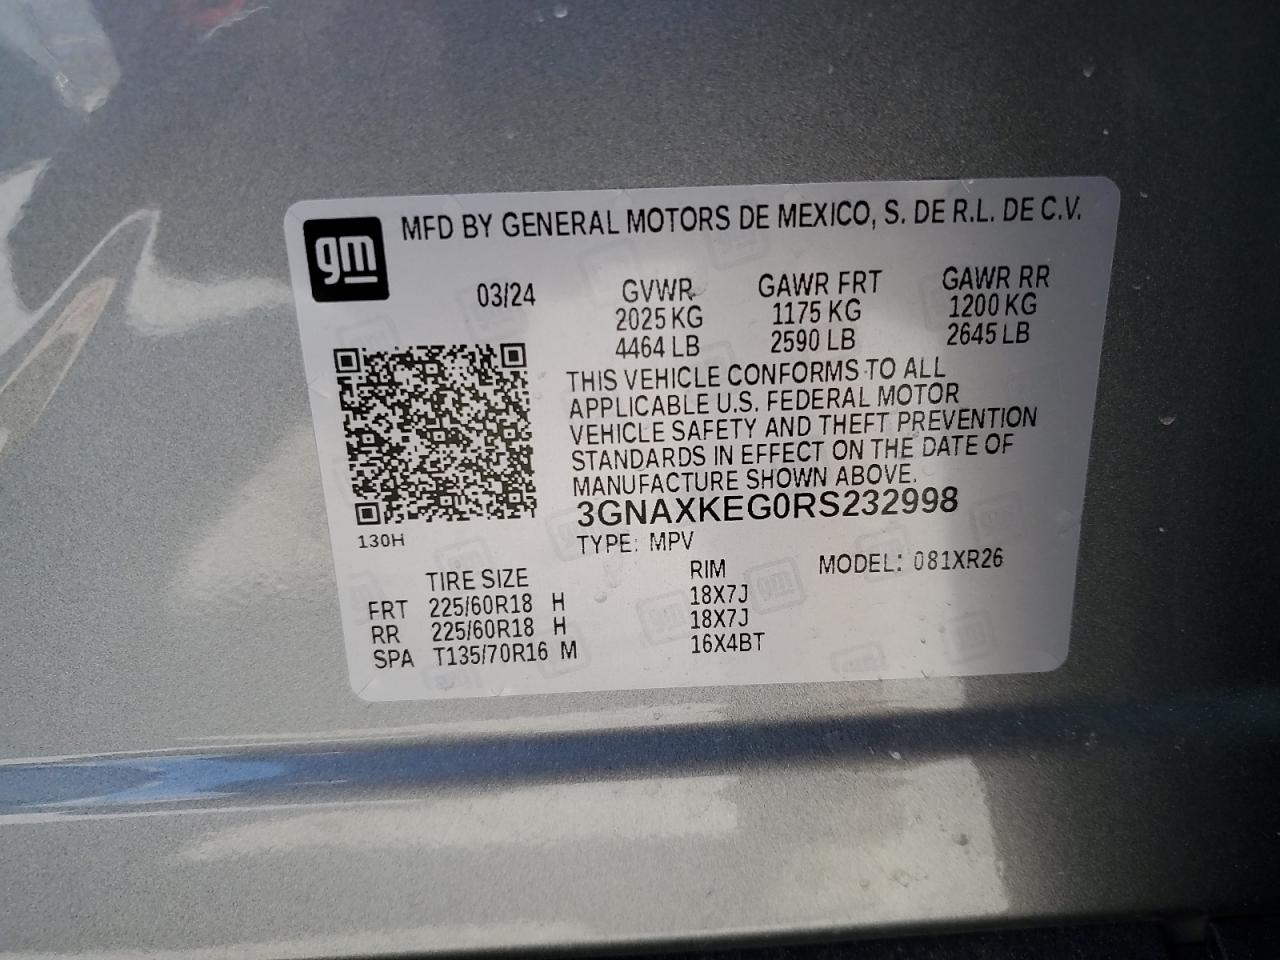 gm
MFD BY GENERAL MOTORS DE MEXICO, S. DE R.L. DE C.V.
03/24
GVWR GAWR FRT GAWR RR
2025 KG 1175 KG 1200 KG
4464 LB 2590 LB 2645 LB
THIS VEHICLE CONFORMS TO ALL
APPLICABLE U.S. FEDERAL MOTOR
VEHICLE SAFETY AND THEFT PREVENTION
STANDARDS IN EFFECT ON THE DATE OF
MANUFACTURE SHOWN ABOVE.
3GNAXKEG0RS232998
130H
TYPE: MPV
MODEL: 081XR26
TIRE SIZE RIM
FRT 225/60R18 H 18X7J
RR 225/60R18 H 18X7J
SPA T135/70R16 M 16X4BT